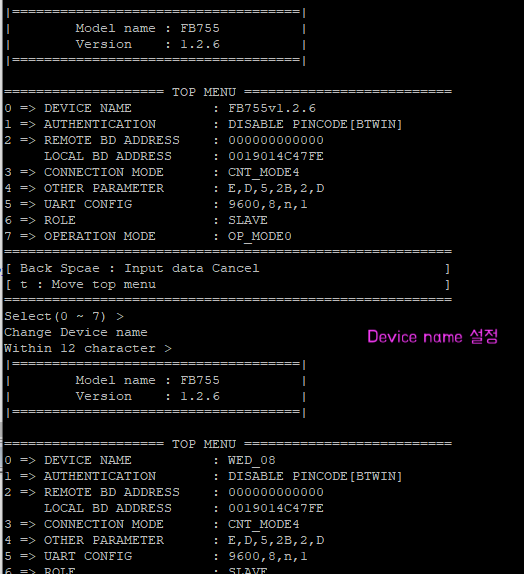 |====================================|
|        Model name : FB755          |
|        Version    : 1.2.6          |
|====================================|
==================== TOP MENU ==========================
0 => DEVICE NAME          : FB755v1.2.6
1 => AUTHENTICATION       : DISABLE PINCODE[BTWIN]
2 => REMOTE BD ADDRESS    : 000000000000
     LOCAL BD ADDRESS     : 0019014C47FE
3 => CONNECTION MODE      : CNT_MODE4
4 => OTHER PARAMETER      : E,D,5,2B,2,D
5 => UART CONFIG          : 9600,8,n,1
6 => ROLE                 : SLAVE
7 => OPERATION MODE       : OP_MODE0
========================================================
[ Back Spcae : Input data Cancel                       ]
[ t : Move top menu                                    ]
========================================================
Select(0 ~ 7) >
Change Device name
Device name 설정
Within 12 character >
|====================================|
|        Model name : FB755          |
|        Version    : 1.2.6          |
|====================================|
==================== TOP MENU ==========================
0 => DEVICE NAME          : WED_08
1 => AUTHENTICATION       : DISABLE PINCODE[BTWIN]
2 => REMOTE BD ADDRESS    : 000000000000
     LOCAL BD ADDRESS     : 0019014C47FE
3 => CONNECTION MODE      : CNT_MODE4
4 => OTHER PARAMETER      : E,D,5,2B,2,D
5 => UART CONFIG          : 9600,8,n,1
6 => ROLE                 : SLAVE